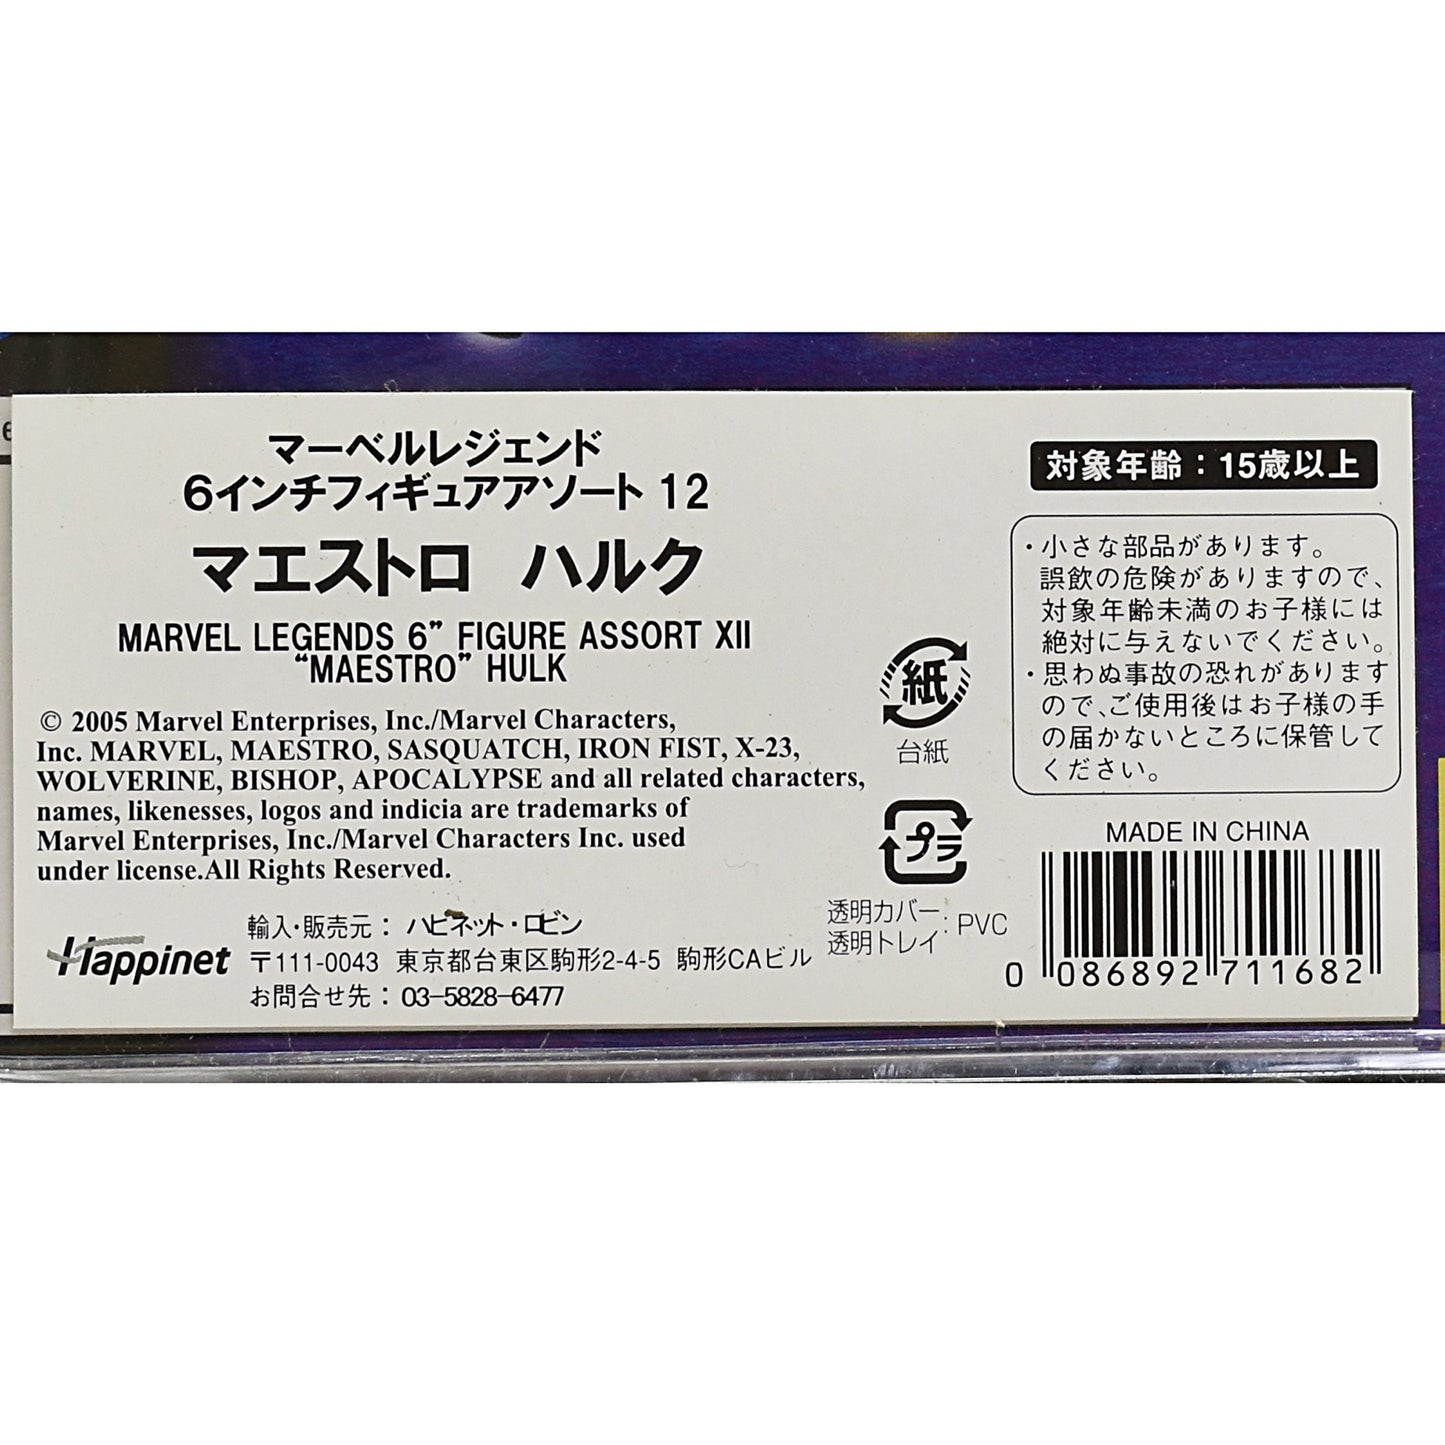 マーベルレジェンド
6インチフィギュアアソート 12
マエストロ ハルク
MARVEL LEGENDS 6” FIGURE ASSORT XII
“MAESTRO” HULK
© 2005 Marvel Enterprises, Inc./Marvel Characters,
Inc. MARVEL, MAESTRO, SASQUATCH, IRON FIST, X-23,
WOLVERINE, BISHOP, APOCALYPSE and all related characters,
names, likenesses, logos and indicia are trademarks of
Marvel Enterprises, Inc./Marvel Characters Inc. used
under license.All Rights Reserved.
Happinet
輸入・販売元： ハピネット・ロビン
〒111-0043 東京都台東区駒形2-4-5 駒形CAビル
お問合せ先：03-5828-6477
紙
台紙
プラ
透明カバー
透明トレイ
: PVC
対象年齢：15歳以上
・小さな部品があります。
誤飲の危険がありますので、
対象年齢未満のお子様には
絶対に与えないでください。
・思わぬ事故の恐れがあります
ので、ご使用後はお子様の手
の届かないところに保管して
ください。
MADE IN CHINA
0 086892 711682